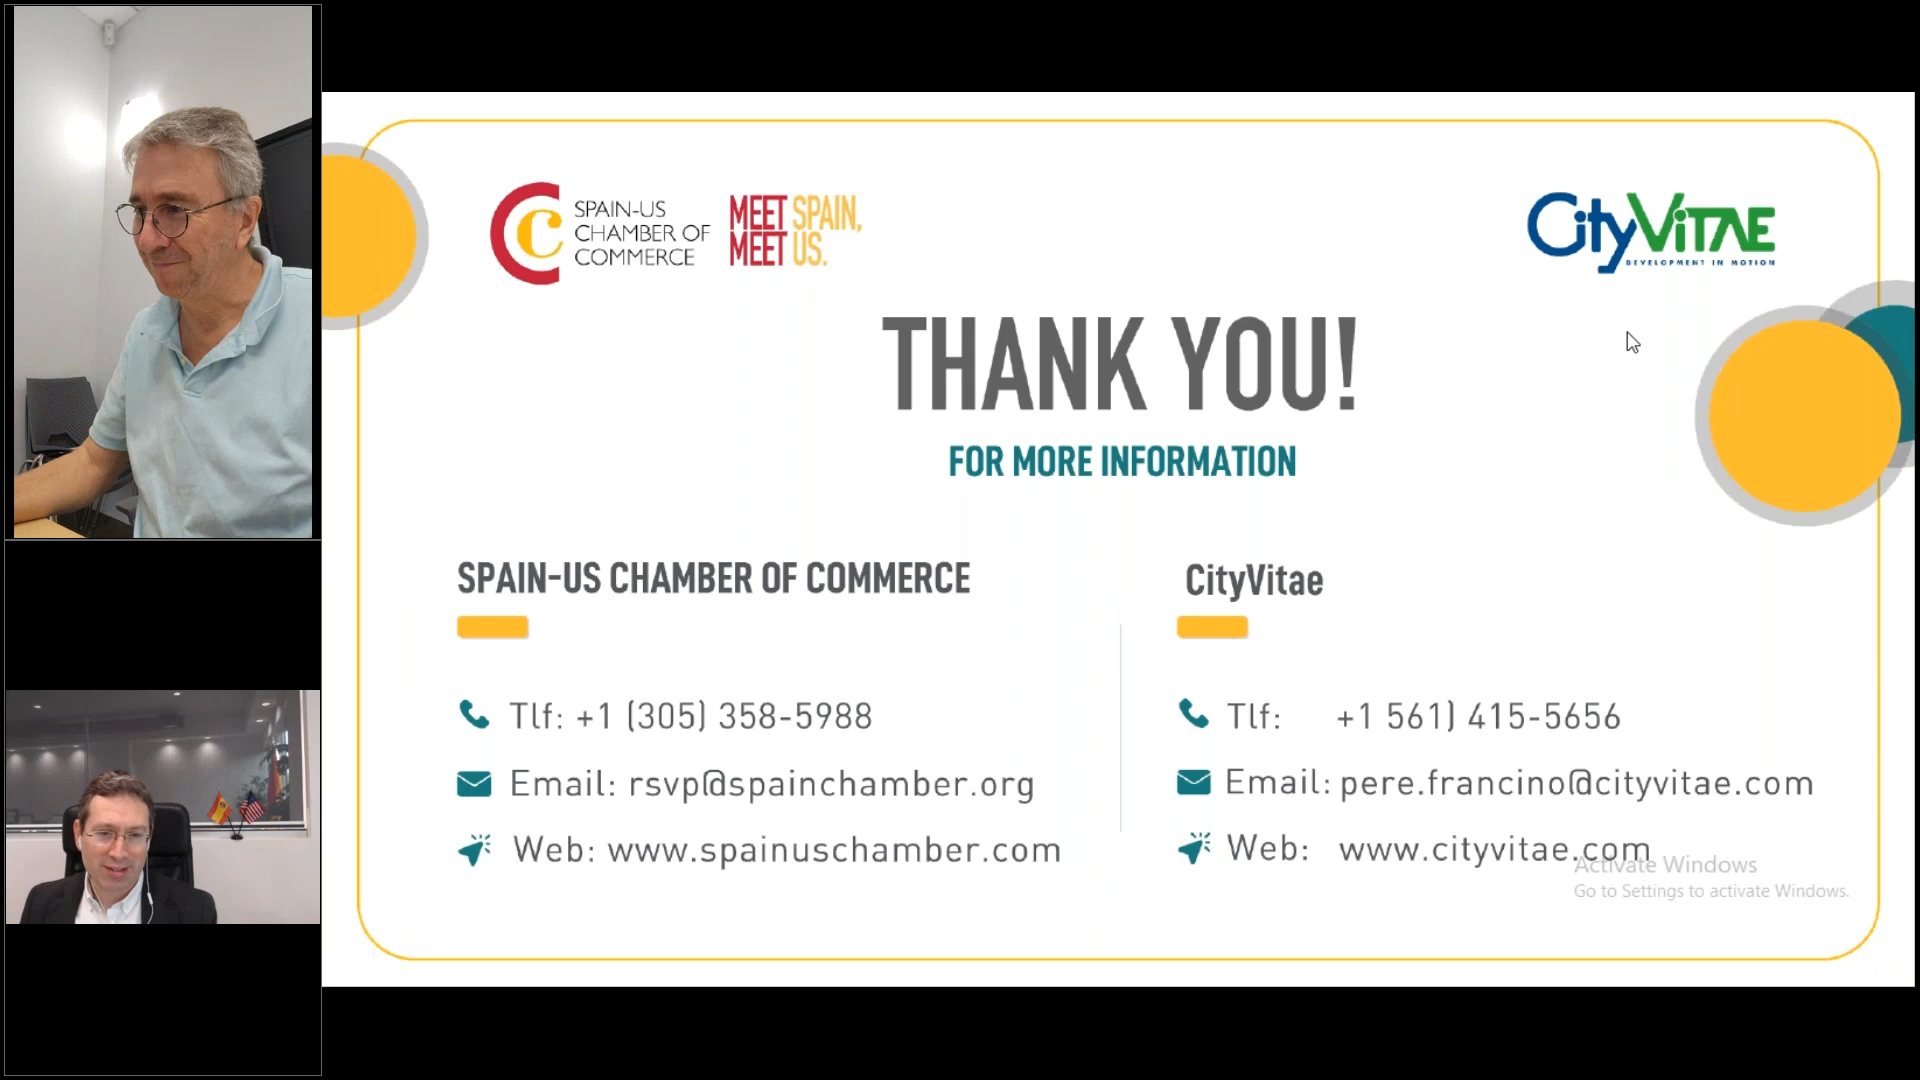 SPAIN-US
CHAMBER OF
COMMERCE
MEET SPAIN,
MEET US.
CityVITAE
DEVELOPMENT IN MOTION
THANK YOU!
FOR MORE INFORMATION
SPAIN-US CHAMBER OF COMMERCE
Tlf: +1 (305) 358-5988
Email: rsvp@spainchamber.org
Web: www.spainuschamber.com
CityVitae
Tlf: +1 561) 415-5656
Email: pere.francino@cityvitae.com
Web: www.cityvitae.com
Activate Windows
Go to Settings to activate Windows.